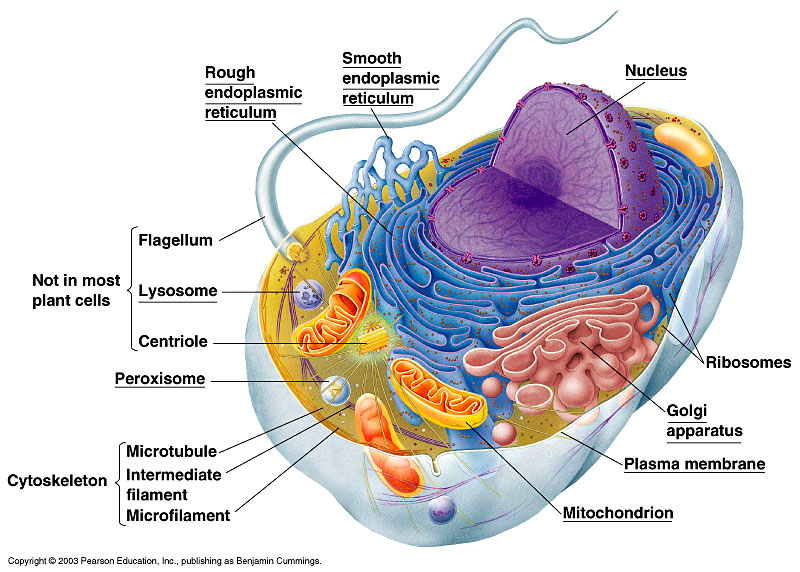 Smooth
endoplasmic
reticulum
Rough
endoplasmic
reticulum
Nucleus
Flagellum
Not in most
plant cells
Lysosome
Centriole
Ribosomes
Peroxisome
Golgi
apparatus
Plasma membrane
Mitochondrion
Cytoskeleton
Microtubule
Intermediate
filament
Microfilament
Copyright © 2003 Pearson Education, Inc., publishing as Benjamin Cummings.